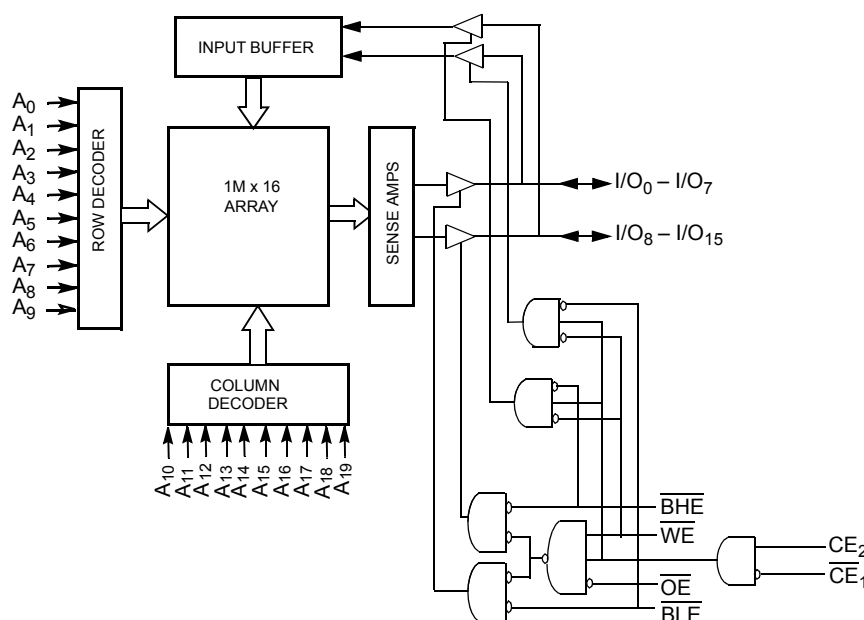 INPUT BUFFER
A0
A1
A2
A3
A4
A5
A6
A7
A8
A9
ROW DECODER
1M x 16
ARRAY
SENSE AMPS
I/O0 – I/O7
I/O8 – I/O15
COLUMN
DECODER
A10
A11
A12
A13
A14
A15
A16
A17
A18
A19
BHE
WE
CE2
CE1
OE
BLE